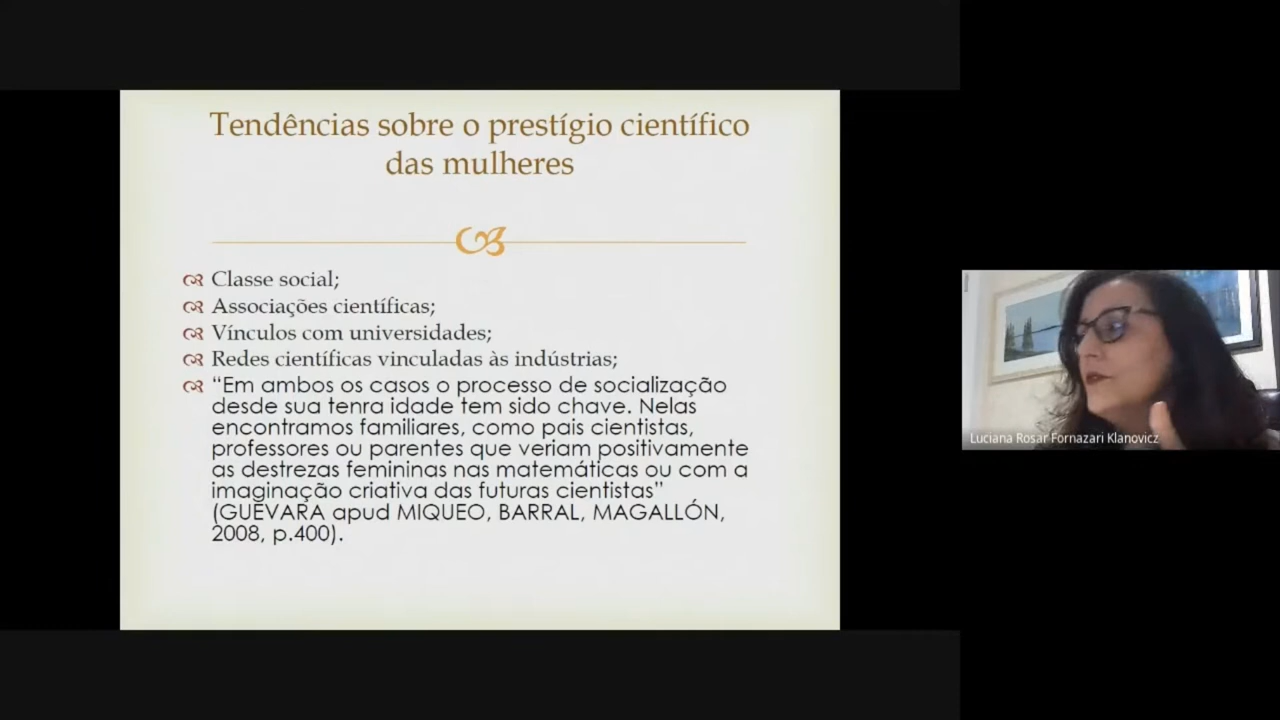 Tendências sobre o prestígio científico
das mulheres
Classe social;
Associações científicas;
Vínculos com universidades;
Redes científicas vinculadas às indústrias;
“Em ambos os casos o processo de socialização
desde sua tenra idade tem sido chave. Nelas
encontramos familiares, como pais cientistas,
professores ou parentes que veriam positivamente
as destrezas femininas nas matemáticas ou com a
imaginação criativa das futuras cientistas”
(GUEVARA apud MIQUEO, BARRAL, MAGALLÓN,
2008, p.400).
Luciana Rosar Fornazari Klanovicz